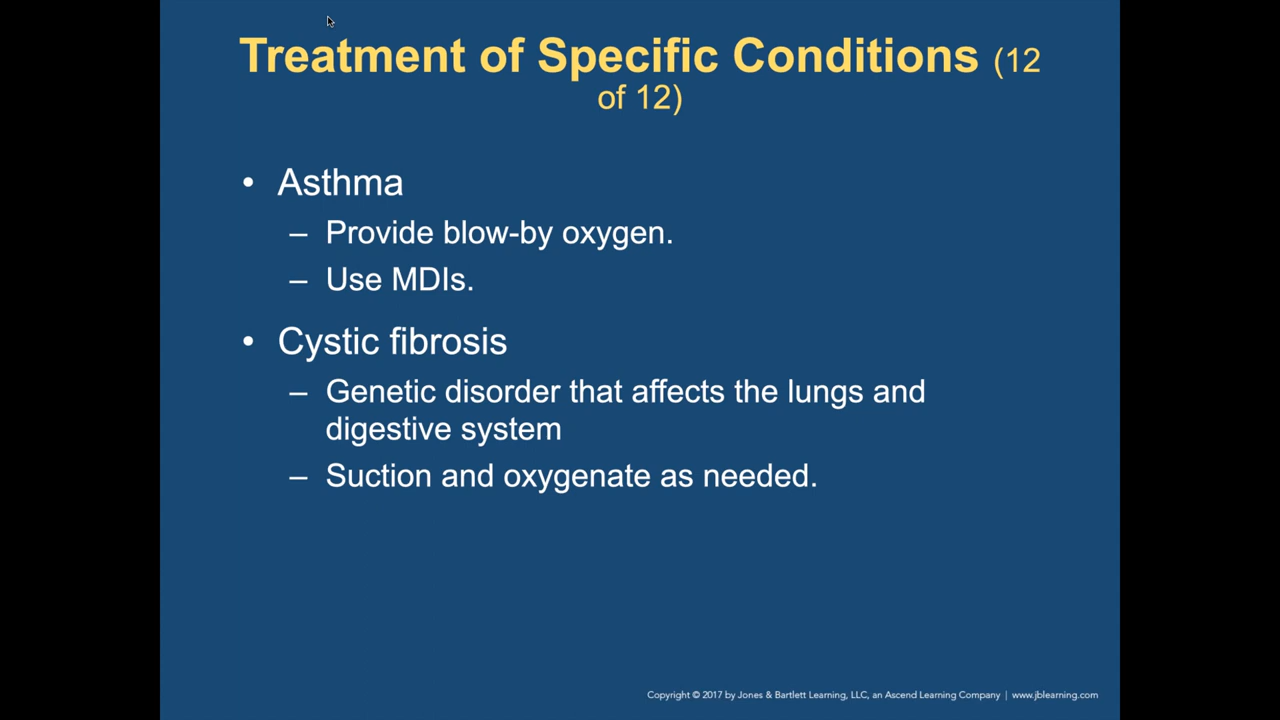 Treatment of Specific Conditions (12
of 12)
• Asthma
– Provide blow-by oxygen.
– Use MDIs.
• Cystic fibrosis
– Genetic disorder that affects the lungs and
digestive system
– Suction and oxygenate as needed.
Copyright © 2017 by Jones & Bartlett Learning, LLC, an Ascend Learning Company | www.jblearning.com